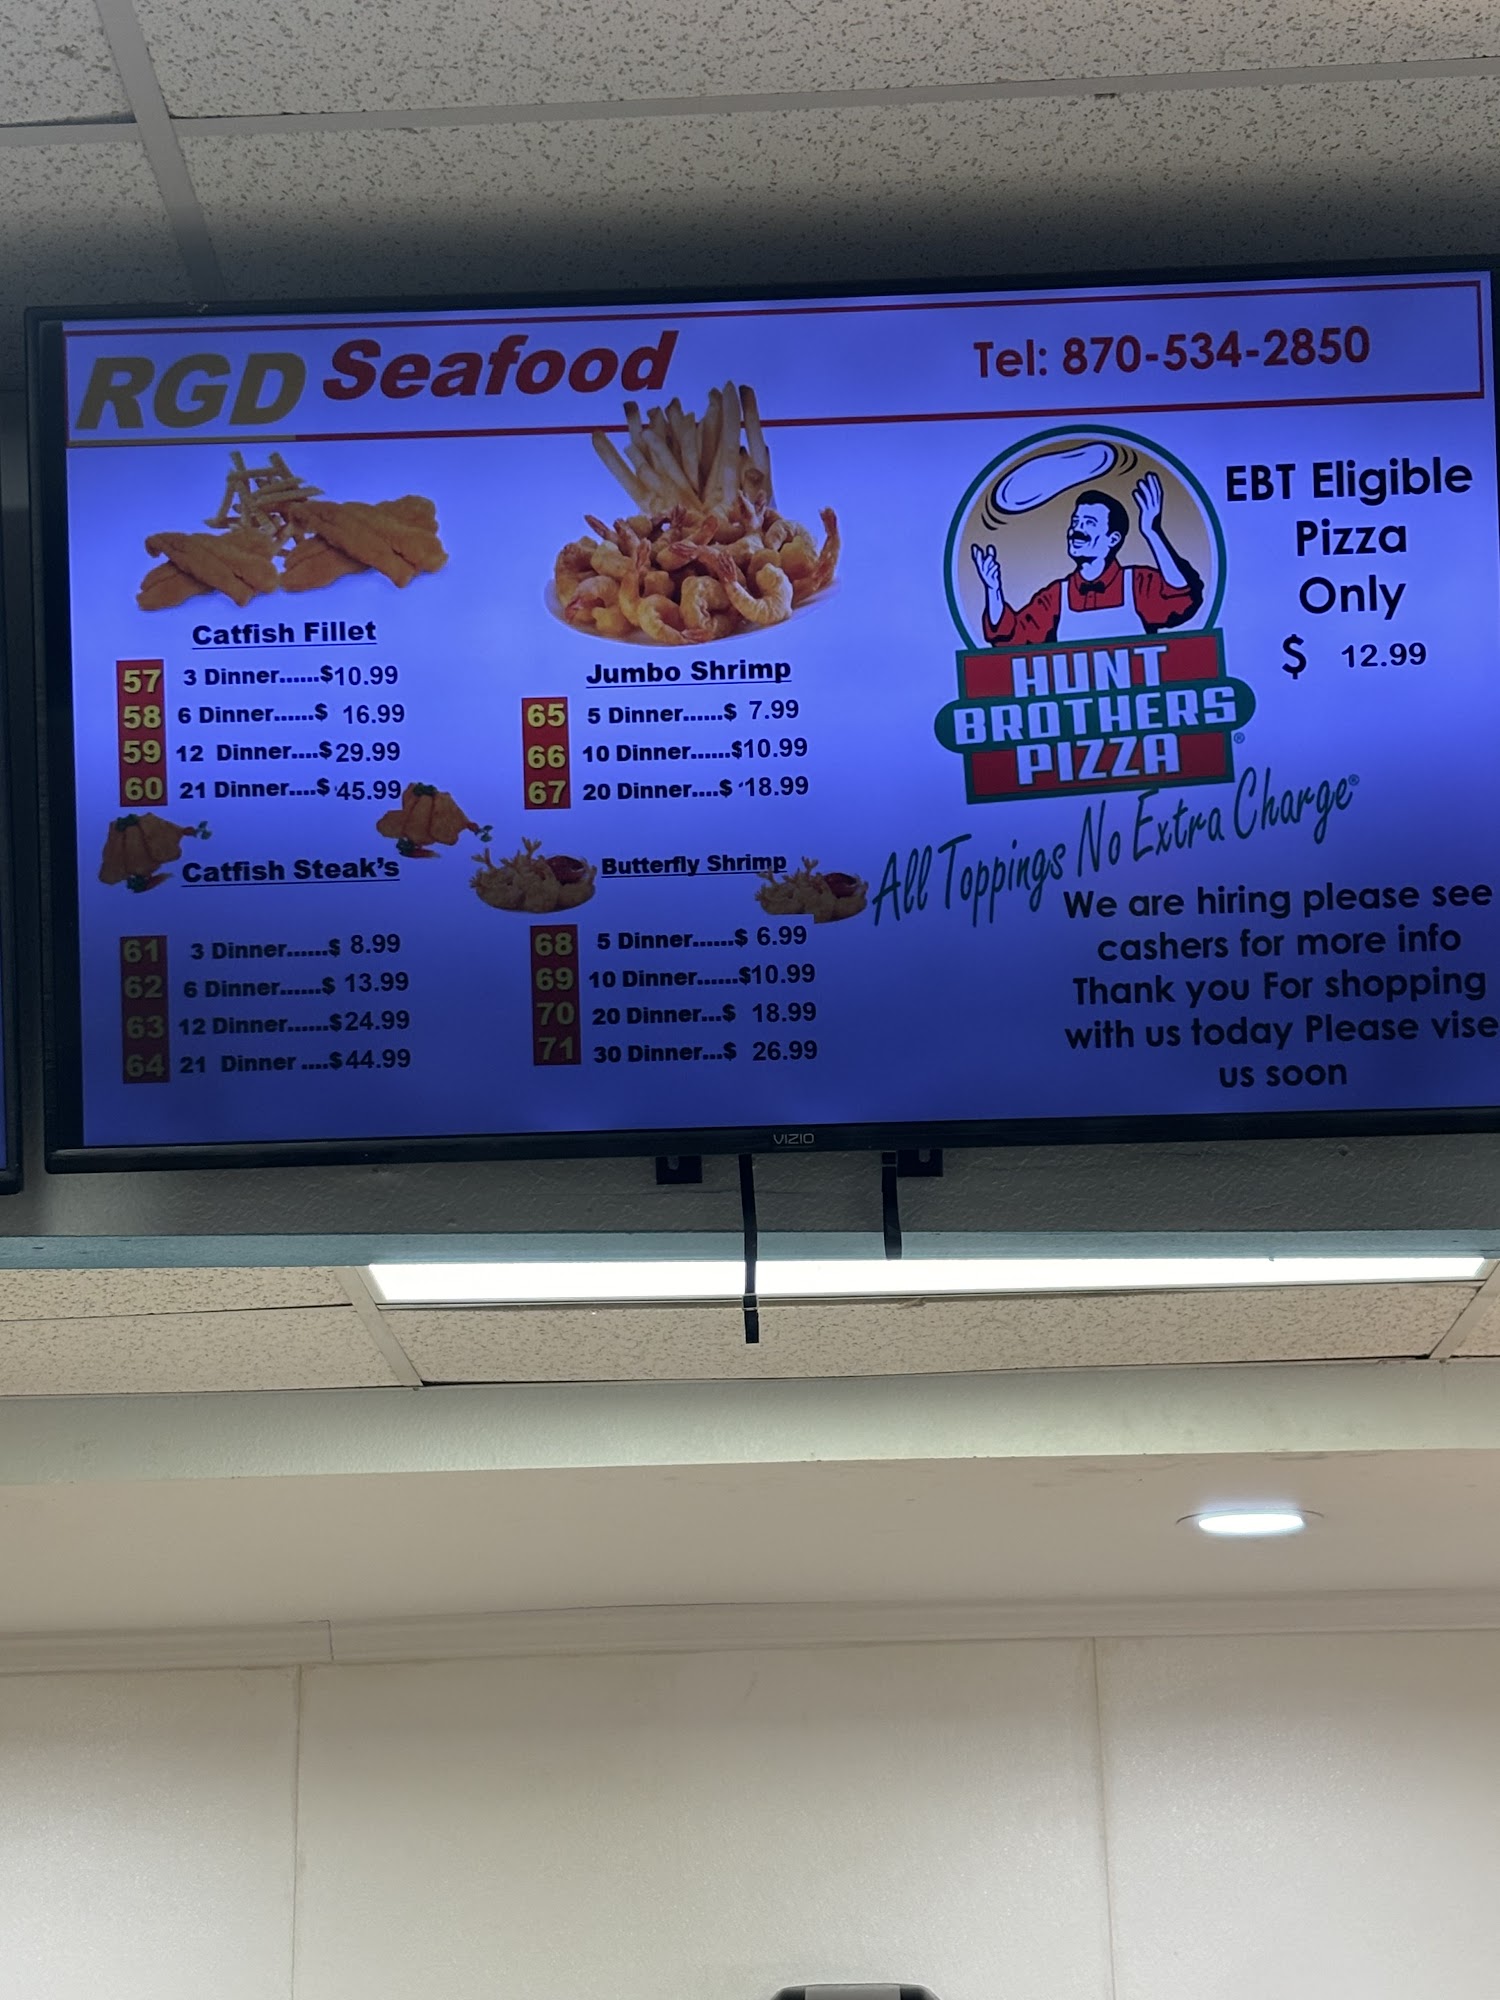 RGD Seafood
Tel: 870-534-2850
Catfish Fillet
57 3 Dinner......$10.99
58 6 Dinner......$ 16.99
59 12 Dinner....$29.99
60 21 Dinner....$ 45.99
Catfish Steak's
61 3 Dinner......$ 8.99
62 6 Dinner......$ 13.99
63 12 Dinner......$24.99
64 21 Dinner ....$44.99
Jumbo Shrimp
65 5 Dinner......$ 7.99
66 10 Dinner......$10.99
67 20 Dinner....$ 18.99
Butterfly Shrimp
68 5 Dinner......$ 6.99
69 10 Dinner......$10.99
70 20 Dinner...$ 18.99
71 30 Dinner...$ 26.99
HUNT
BROTHERS
PIZZA®
All Toppings No Extra Charge®
EBT Eligible
Pizza
Only
$ 12.99
We are hiring please see
cashers for more info
Thank you For shopping
with us today Please vise
us soon
VIZIO